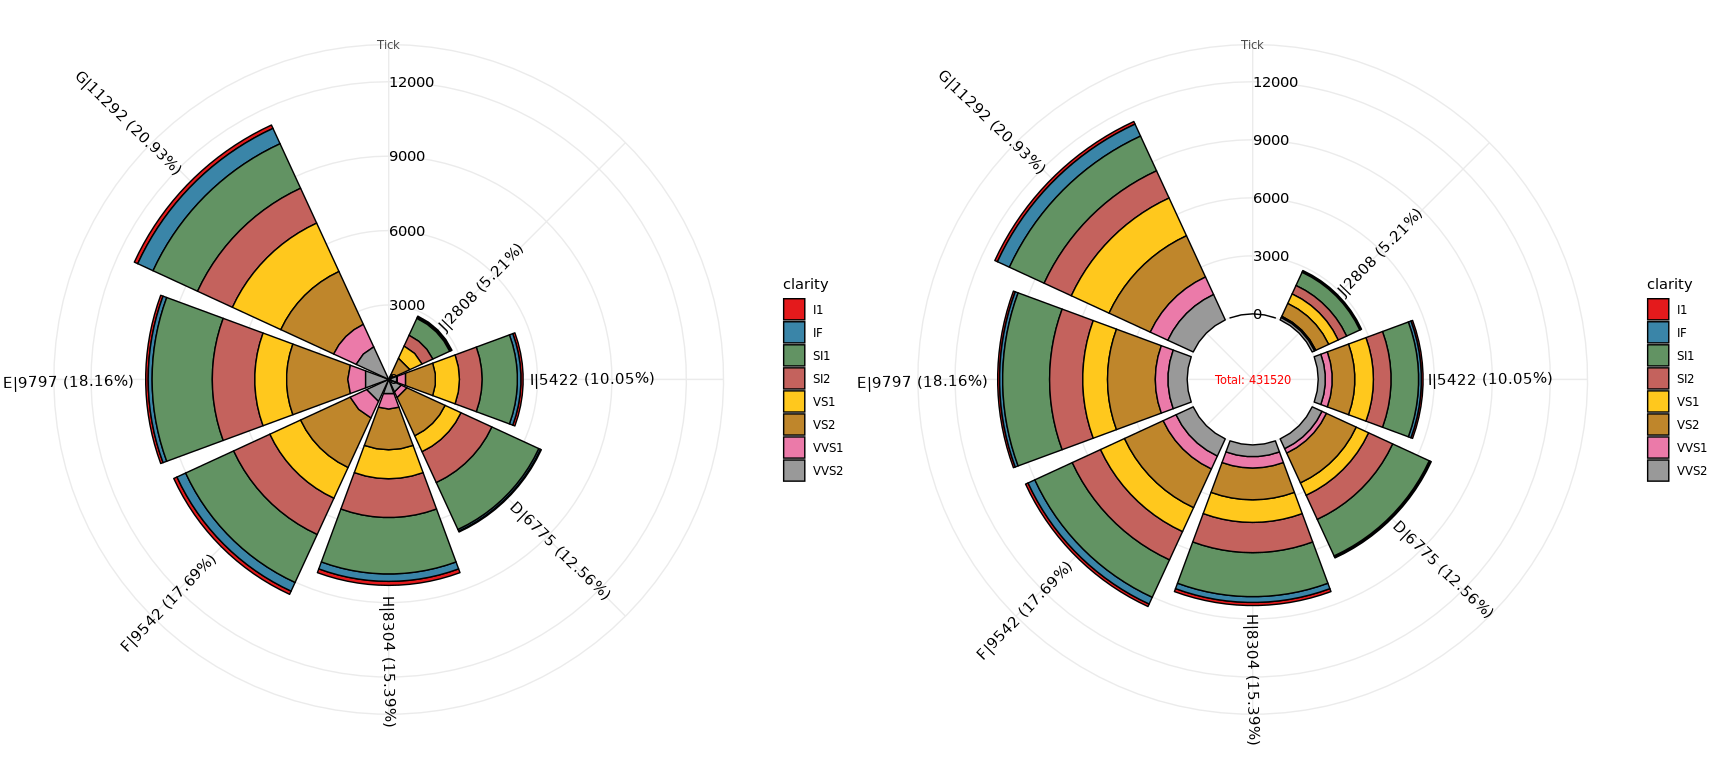 Tick
12000
9000
6000
3000
0
G|11292 (20.93%)
J|2808 (5.21%)
E|9797 (18.16%)
I|5422 (10.05%)
F|9542 (17.69%)
H|8304 (15.39%)
D|6775 (12.56%)
clarity
I1
IF
SI1
SI2
VS1
VS2
VVS1
VVS2
Tick
12000
9000
6000
3000
0
G|11292 (20.93%)
J|2808 (5.21%)
E|9797 (18.16%)
Total: 431520
I|5422 (10.05%)
F|9542 (17.69%)
H|8304 (15.39%)
D|6775 (12.56%)
clarity
I1
IF
SI1
SI2
VS1
VS2
VVS1
VVS2